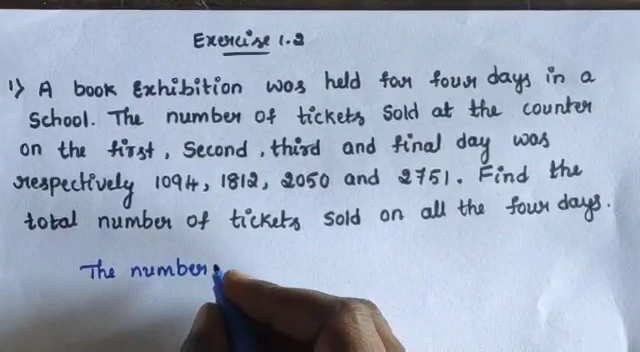 Exercise 1.2
1) A book Exhibition was held for four days in a
School. The number of tickets Sold at the counter
on the first, Second, third and final day was
respectively 1094, 1812, 2050 and 2751. Find the
total number of tickets sold on all the four days.
The number